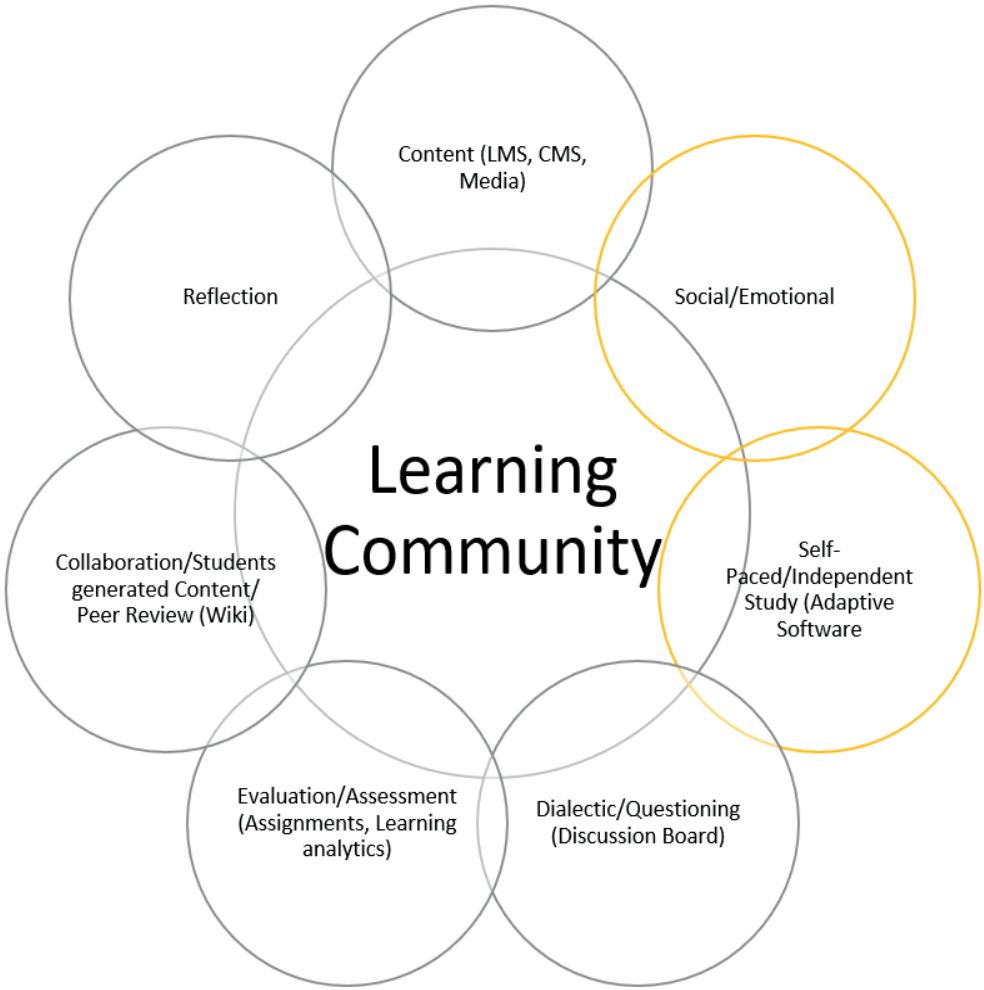 Content (LMS, CMS,
Media)
Social/Emotional
Self-
Paced/Independent
Study (Adaptive
Software
Dialectic/Questioning
(Discussion Board)
Evaluation/Assessment
(Assignments, Learning
analytics)
Collaboration/Students
generated Content/
Peer Review (Wiki)
Reflection
Learning
Community